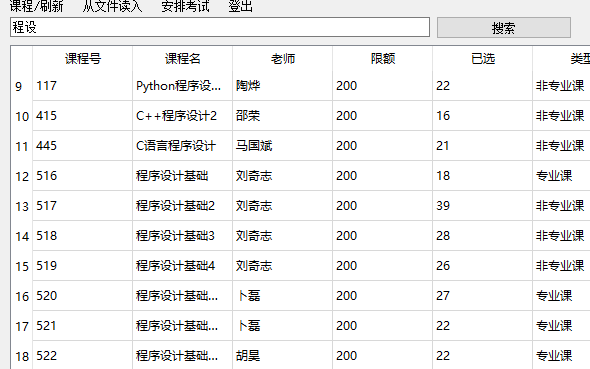 课程/刷新 从文件读入 安排考试 登出
程设 搜索
课程号 课程名 老师 限额 已选 类型
9 117 Python程序设... 陶烨 200 22 非专业课
10 415 C++程序设计2 邵荣 200 16 非专业课
11 445 C语言程序设计 马国斌 200 21 非专业课
12 516 程序设计基础 刘奇志 200 18 专业课
13 517 程序设计基础2 刘奇志 200 39 非专业课
14 518 程序设计基础3 刘奇志 200 28 非专业课
15 519 程序设计基础4 刘奇志 200 26 非专业课
16 520 程序设计基础... 卜磊 200 27 专业课
17 521 程序设计基础... 卜磊 200 22 专业课
18 522 程序设计基础... 胡昊 200 22 专业课